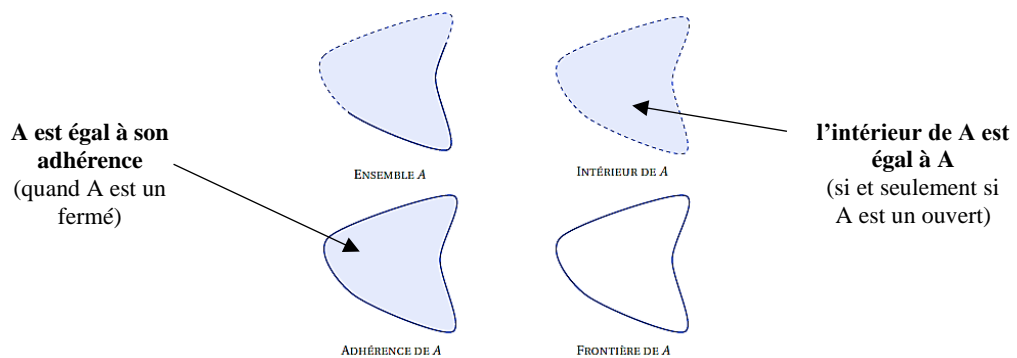 A est égal à son
adhérence
(quand A est un
fermé)
ENSEMBLE A
INTÉRIEUR DE A
l’intérieur de A est
égal à A
(si et seulement si
A est un ouvert)
ADHÉRENCE DE A
FRONTIÈRE DE A